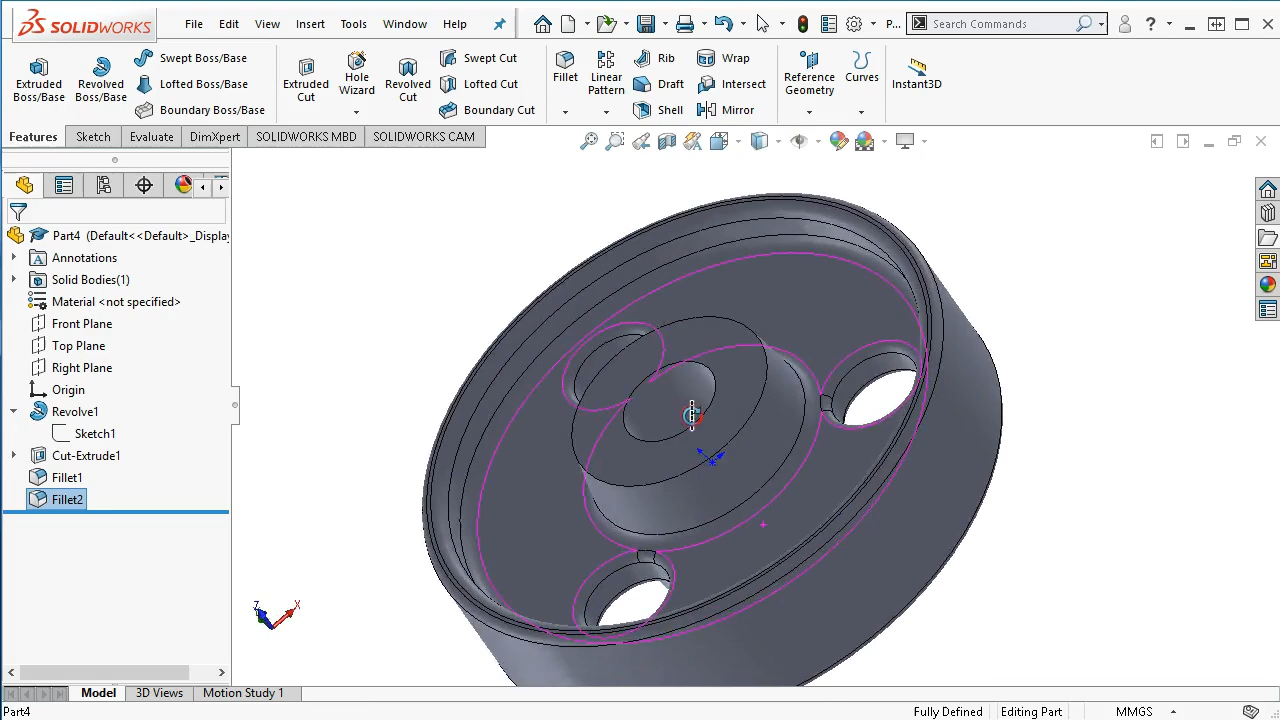 SOLIDWORKS File Edit View Insert Tools Window Help P... Search Commands ?
Extruded Boss/Base
Revolved Boss/Base
Swept Boss/Base
Lofted Boss/Base
Boundary Boss/Base
Extruded Cut
Hole Wizard
Revolved Cut
Swept Cut
Lofted Cut
Boundary Cut
Fillet
Linear Pattern
Rib
Draft
Shell
Wrap
Intersect
Mirror
Reference Geometry
Curves
Instant3D
Features Sketch Evaluate DimXpert SOLIDWORKS MBD SOLIDWORKS CAM
Part4 (Default<<Default>_Display
Annotations
Solid Bodies(1)
Material <not specified>
Front Plane
Top Plane
Right Plane
Origin
Revolve1
Sketch1
Cut-Extrude1
Fillet1
Fillet2
Z X
Model 3D Views Motion Study 1
Part4 Fully Defined Editing Part MMGS